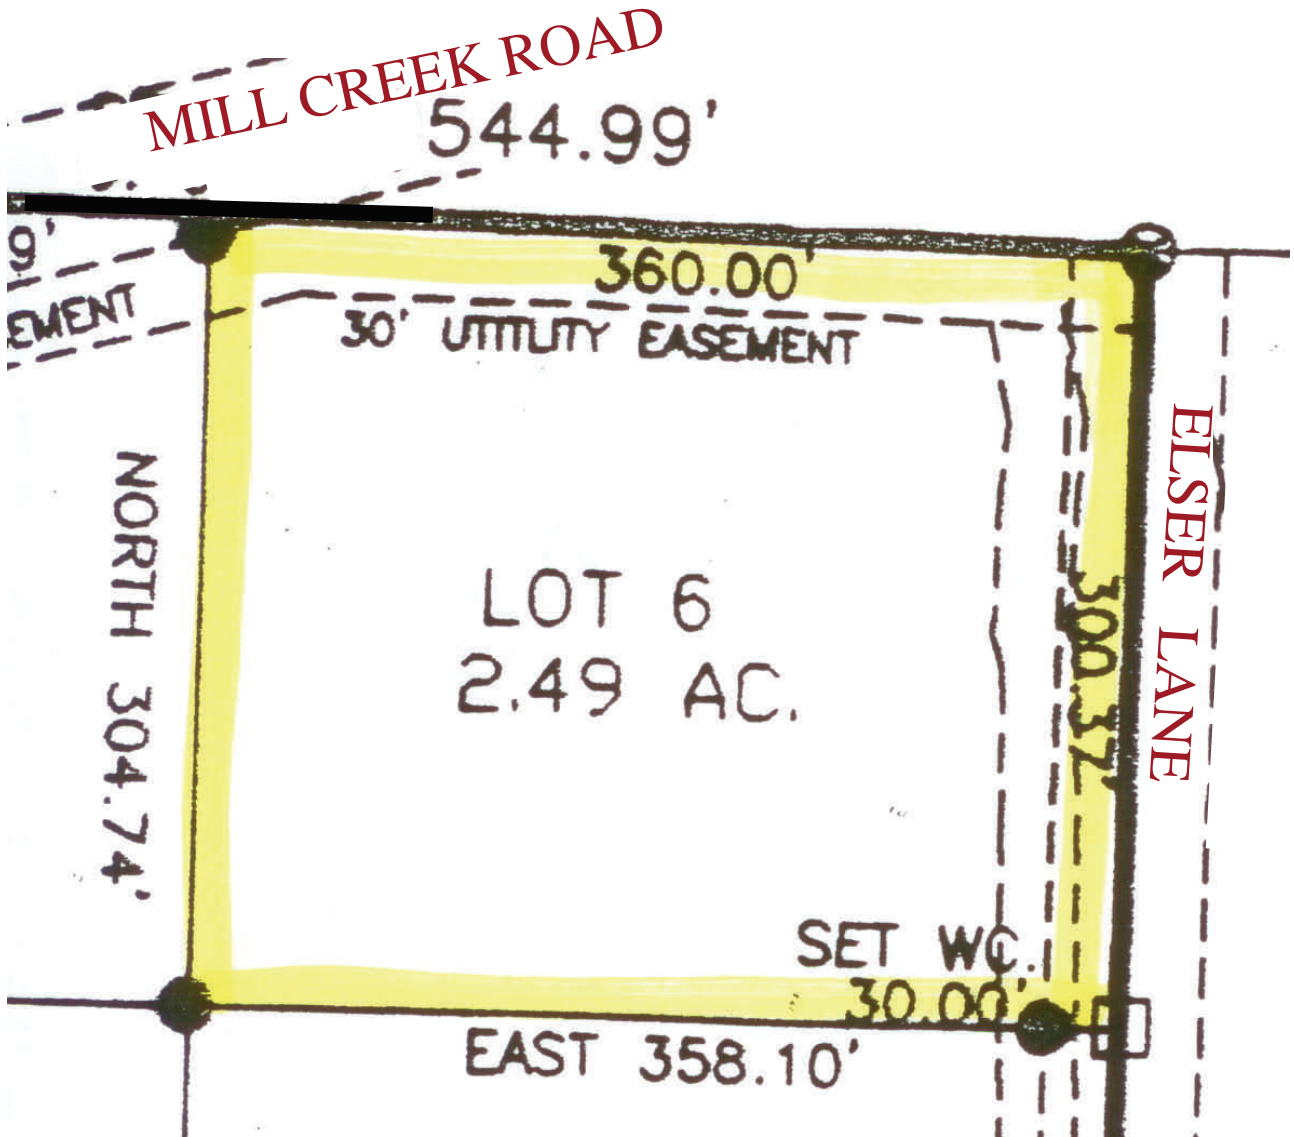 MILL CREEK ROAD
544.99'
9'
360.00'
EMENT
30' UTITUTY EASEMENT
NORTH 304.74'
ELSER LANE
LOT 6
2.49 AC.
300.37'
SET WC.
30.00'
EAST 358.10'